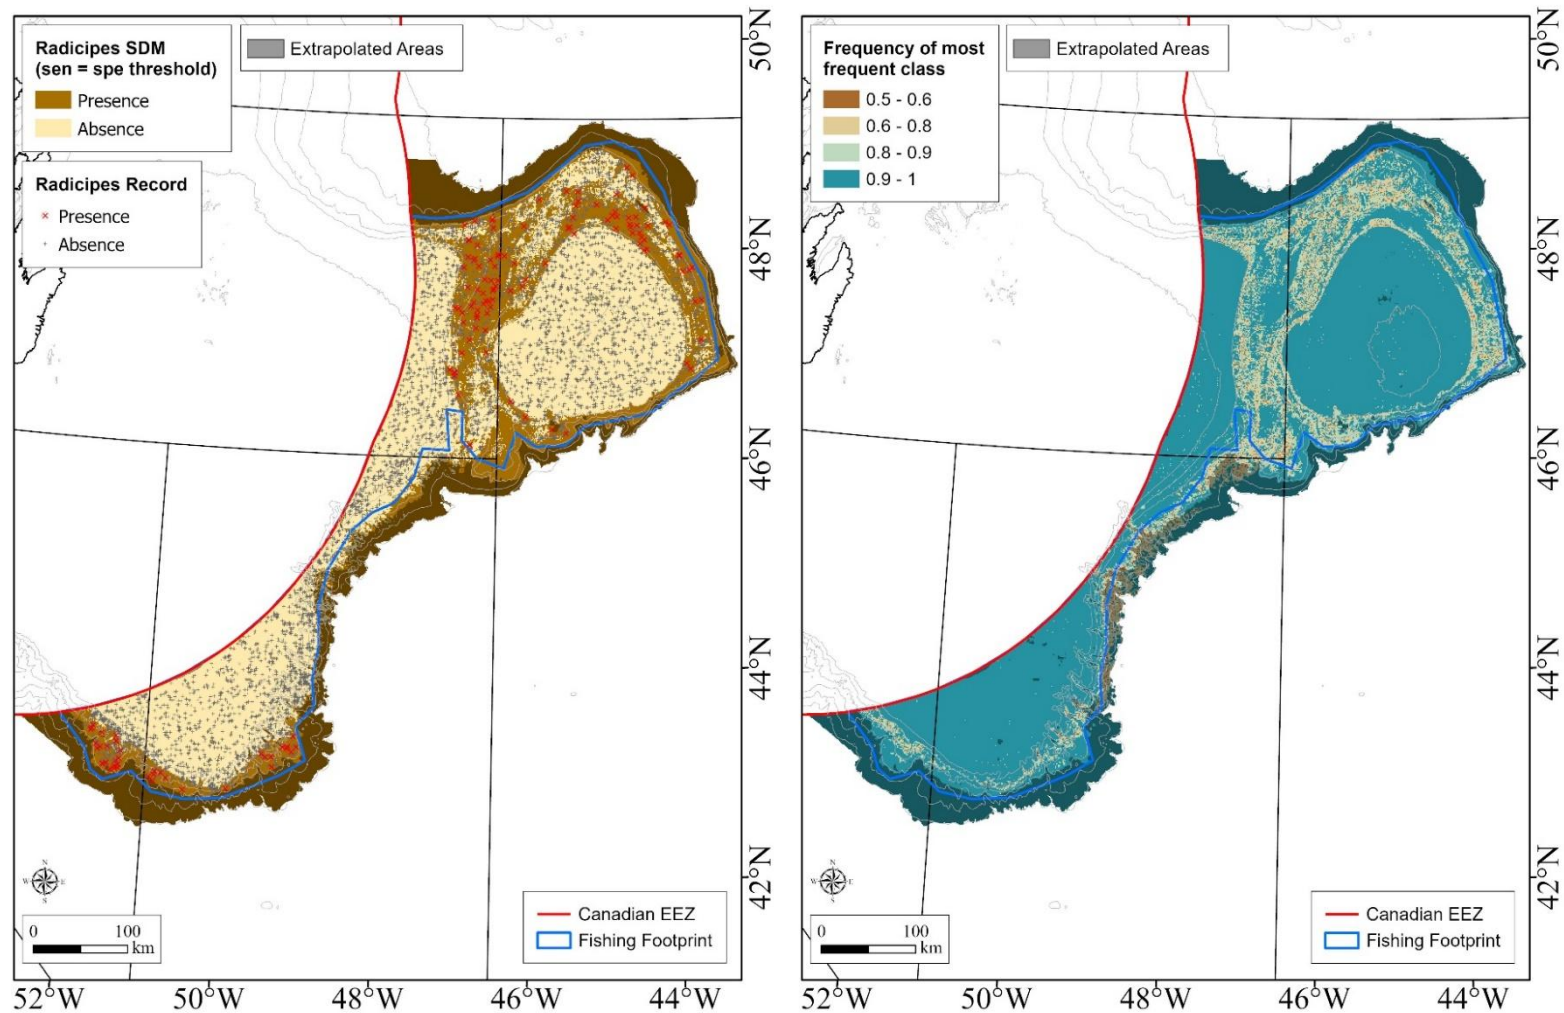 Radicipes SDM
(sen = spe threshold)
Presence
Absence
Extrapolated Areas
Radicipes Record
Presence
Absence
N
W
E
S
0
100
km
Canadian EEZ
Fishing Footprint
50°N
48°N
46°N
44°N
42°N
52°W
50°W
48°W
46°W
44°W
Frequency of most
frequent class
0.5 - 0.6
0.6 - 0.8
0.8 - 0.9
0.9 - 1
Extrapolated Areas
N
W
E
S
0
100
km
Canadian EEZ
Fishing Footprint
50°N
48°N
46°N
44°N
42°N
52°W
50°W
48°W
46°W
44°W